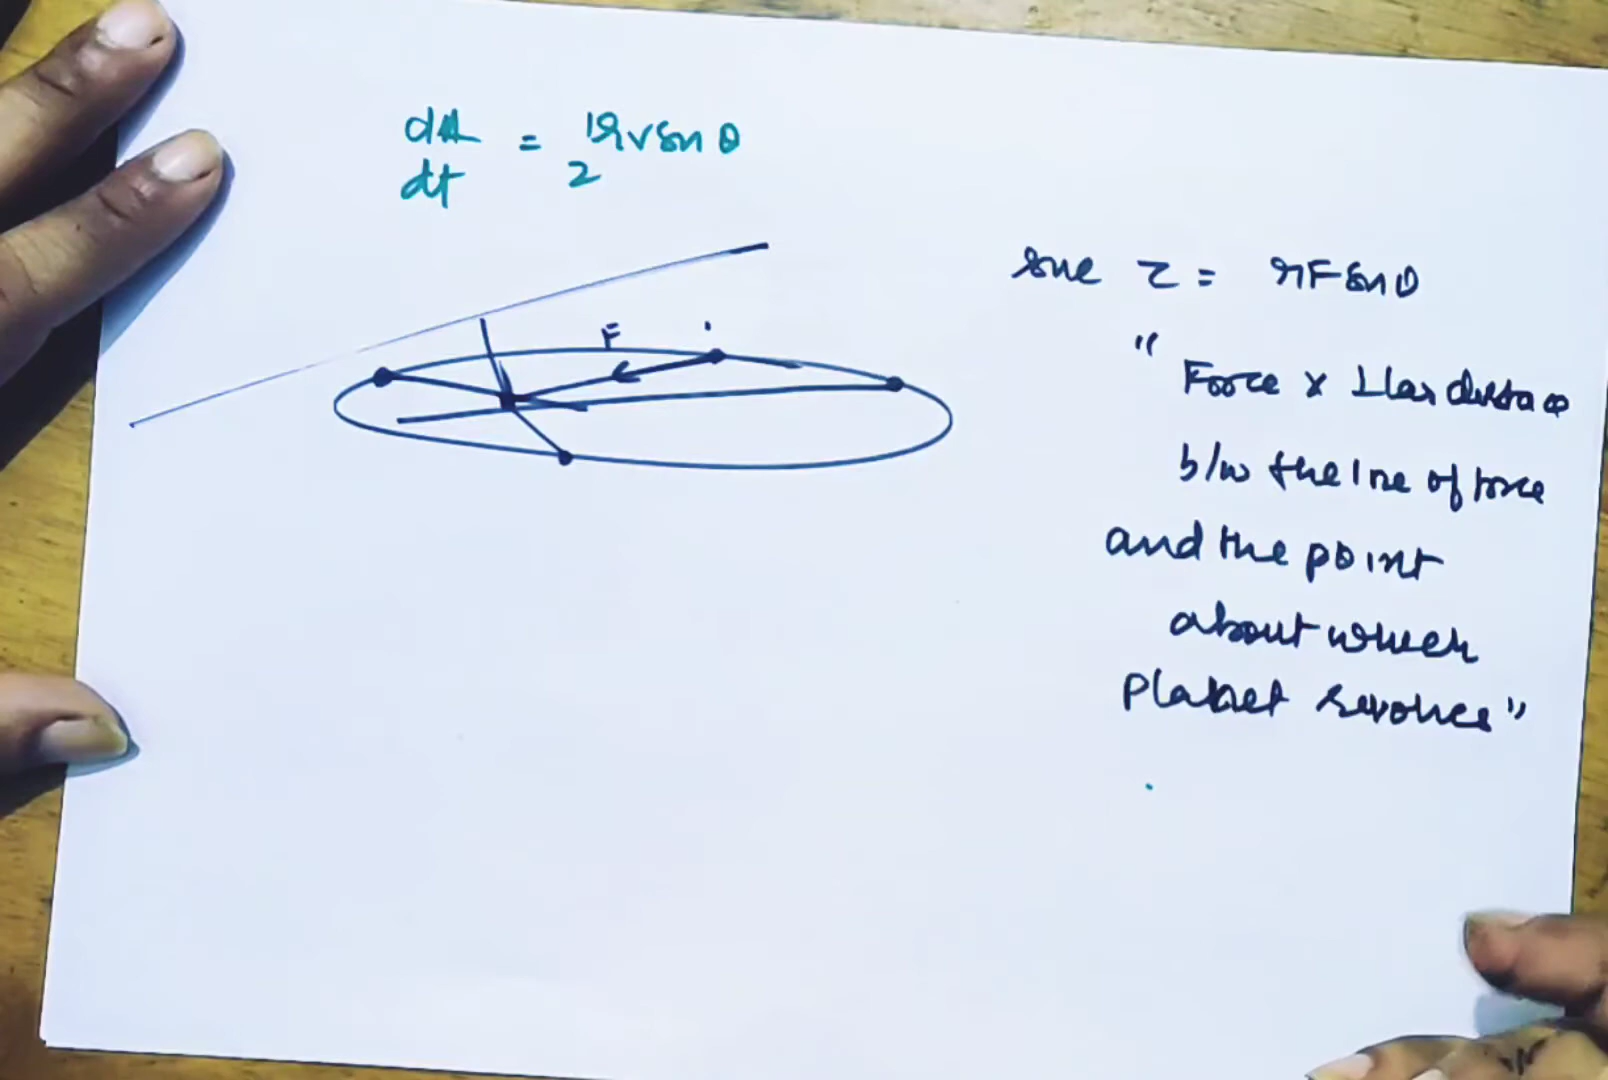 dA/dt = 1/2 rv sin θ
F
τ = rF sin θ
" Force × ⊥lar distance
b/w the line of force
and the point
about which
Planet revolves"